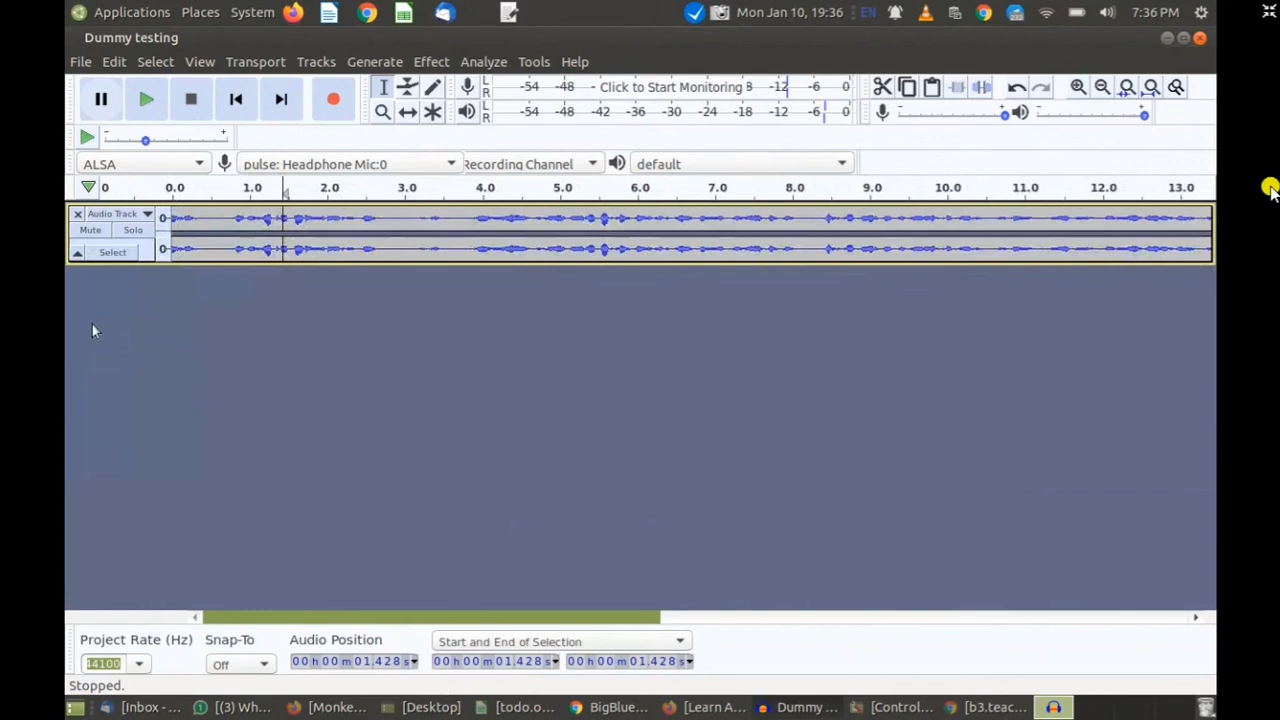 Applications Places System Mon Jan 10, 19:36 EN 7:36 PM
Dummy testing
File Edit Select View Transport Tracks Generate Effect Analyze Tools Help
L R -54 -48 Click to Start Monitoring -12 -6 0
L R -54 -48 -42 -36 -30 -24 -18 -12 -6 0
- +
ALSA pulse: Headphone Mic:0 Recording Channel default
0 0.0 1.0 2.0 3.0 4.0 5.0 6.0 7.0 8.0 9.0 10.0 11.0 12.0 13.0
Audio Track 0
Mute Solo
Select 0
Project Rate (Hz) Snap-To Audio Position Start and End of Selection
44100 Off 00 h 00 m 01.428 s 00 h 00 m 01.428 s 00 h 00 m 01.428 s
Stopped.
[Inbox - ... [(3) Wh... [Monke... [Desktop] [todo.o... BigBlue... [Learn A... Dummy ... [Control... [b3.teac...